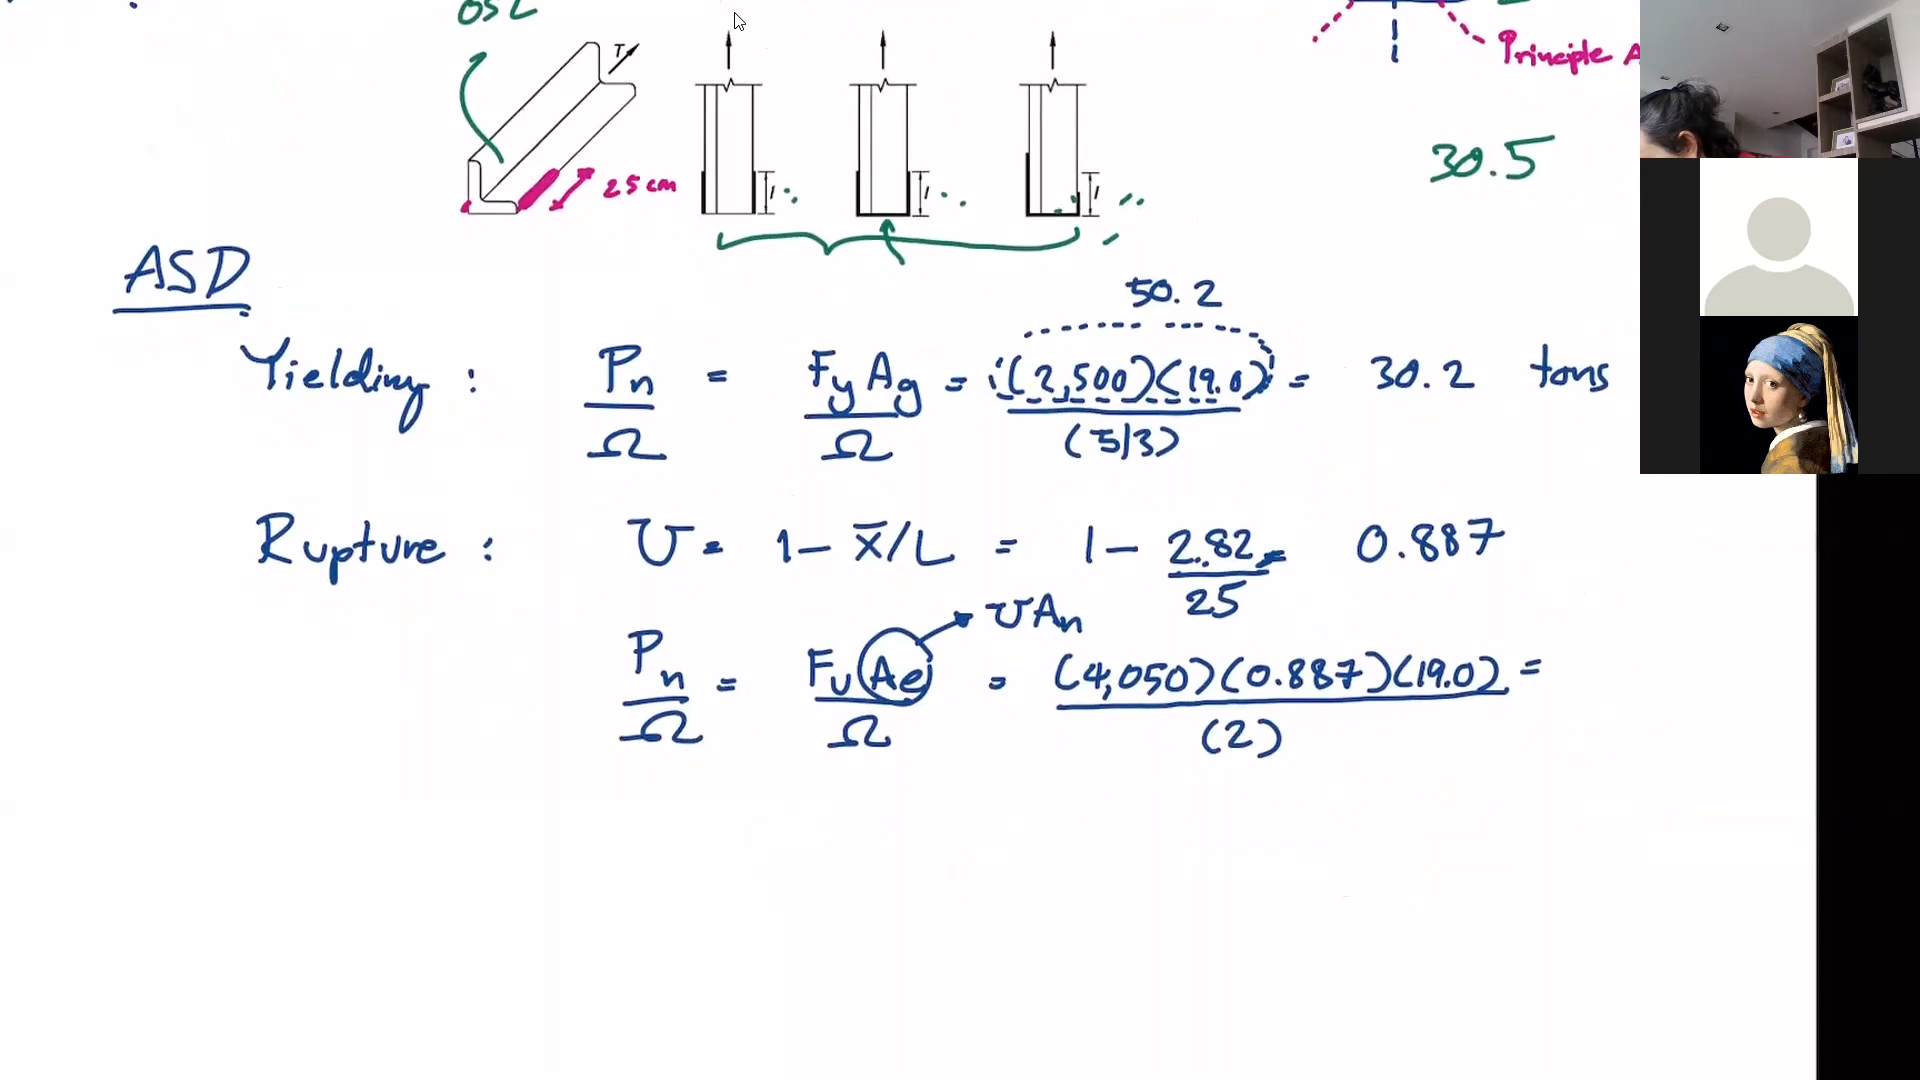 OSL
T
25 cm
l l l
Principle A
30.5
ASD
50.2
Yielding : Pn/Ω = FyAg/Ω = (2,500)(19.0)/(5/3) = 30.2 tons
Rupture : U = 1 - x̄/L = 1 - 2.82/25 = 0.887
UAn
Pn/Ω = FuAe/Ω = (4,050)(0.887)(19.0)/(2) =